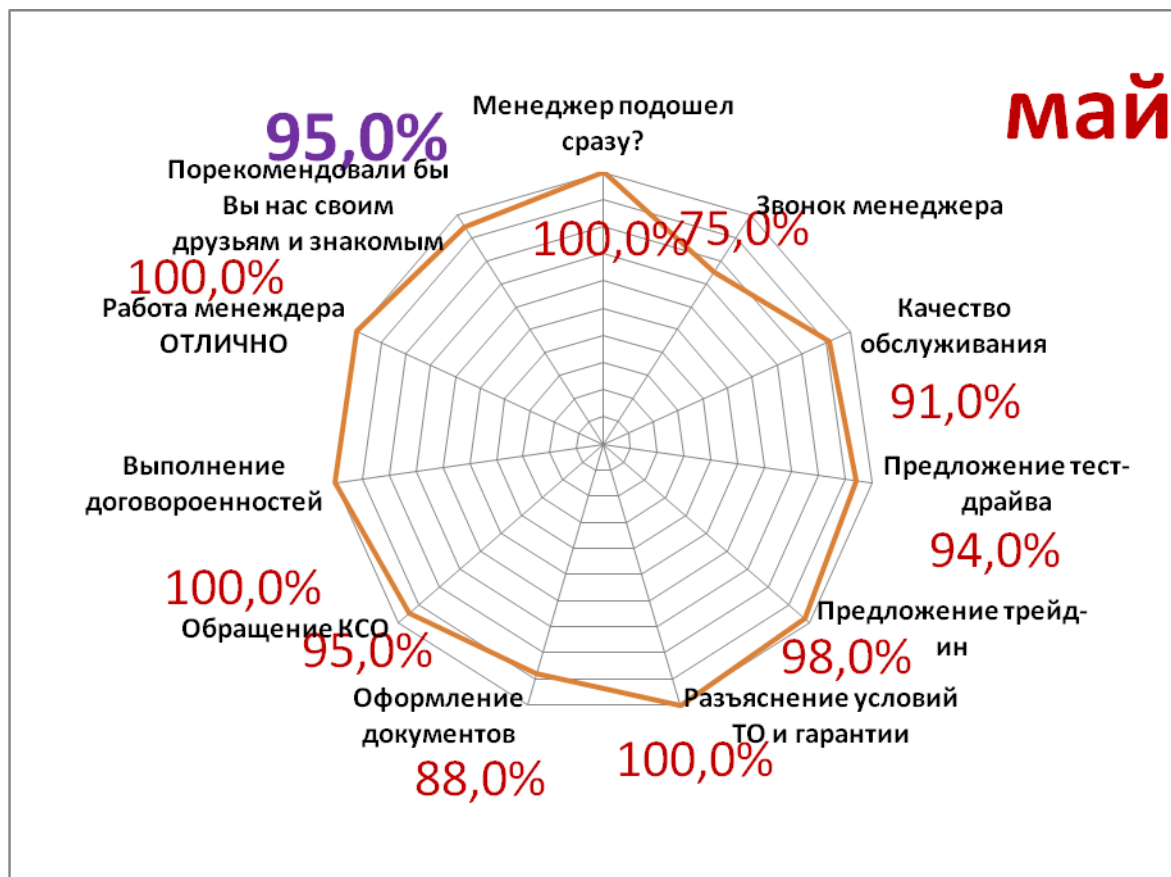 май
Менеджер подошел
сразу?
100,0%
Звонок менеджера
75,0%
Качество
обслуживания
91,0%
Предложение тест-
драйва
94,0%
Предложение трейд-
ин
98,0%
Разъяснение условий
ТО и гарантии
100,0%
Оформление
документов
88,0%
Обращение КСО
95,0%
Выполнение
договороенностей
100,0%
Работа менеждера
ОТЛИЧНО
100,0%
Порекомендовали бы
Вы нас своим
друзьям и знакомым
95,0%